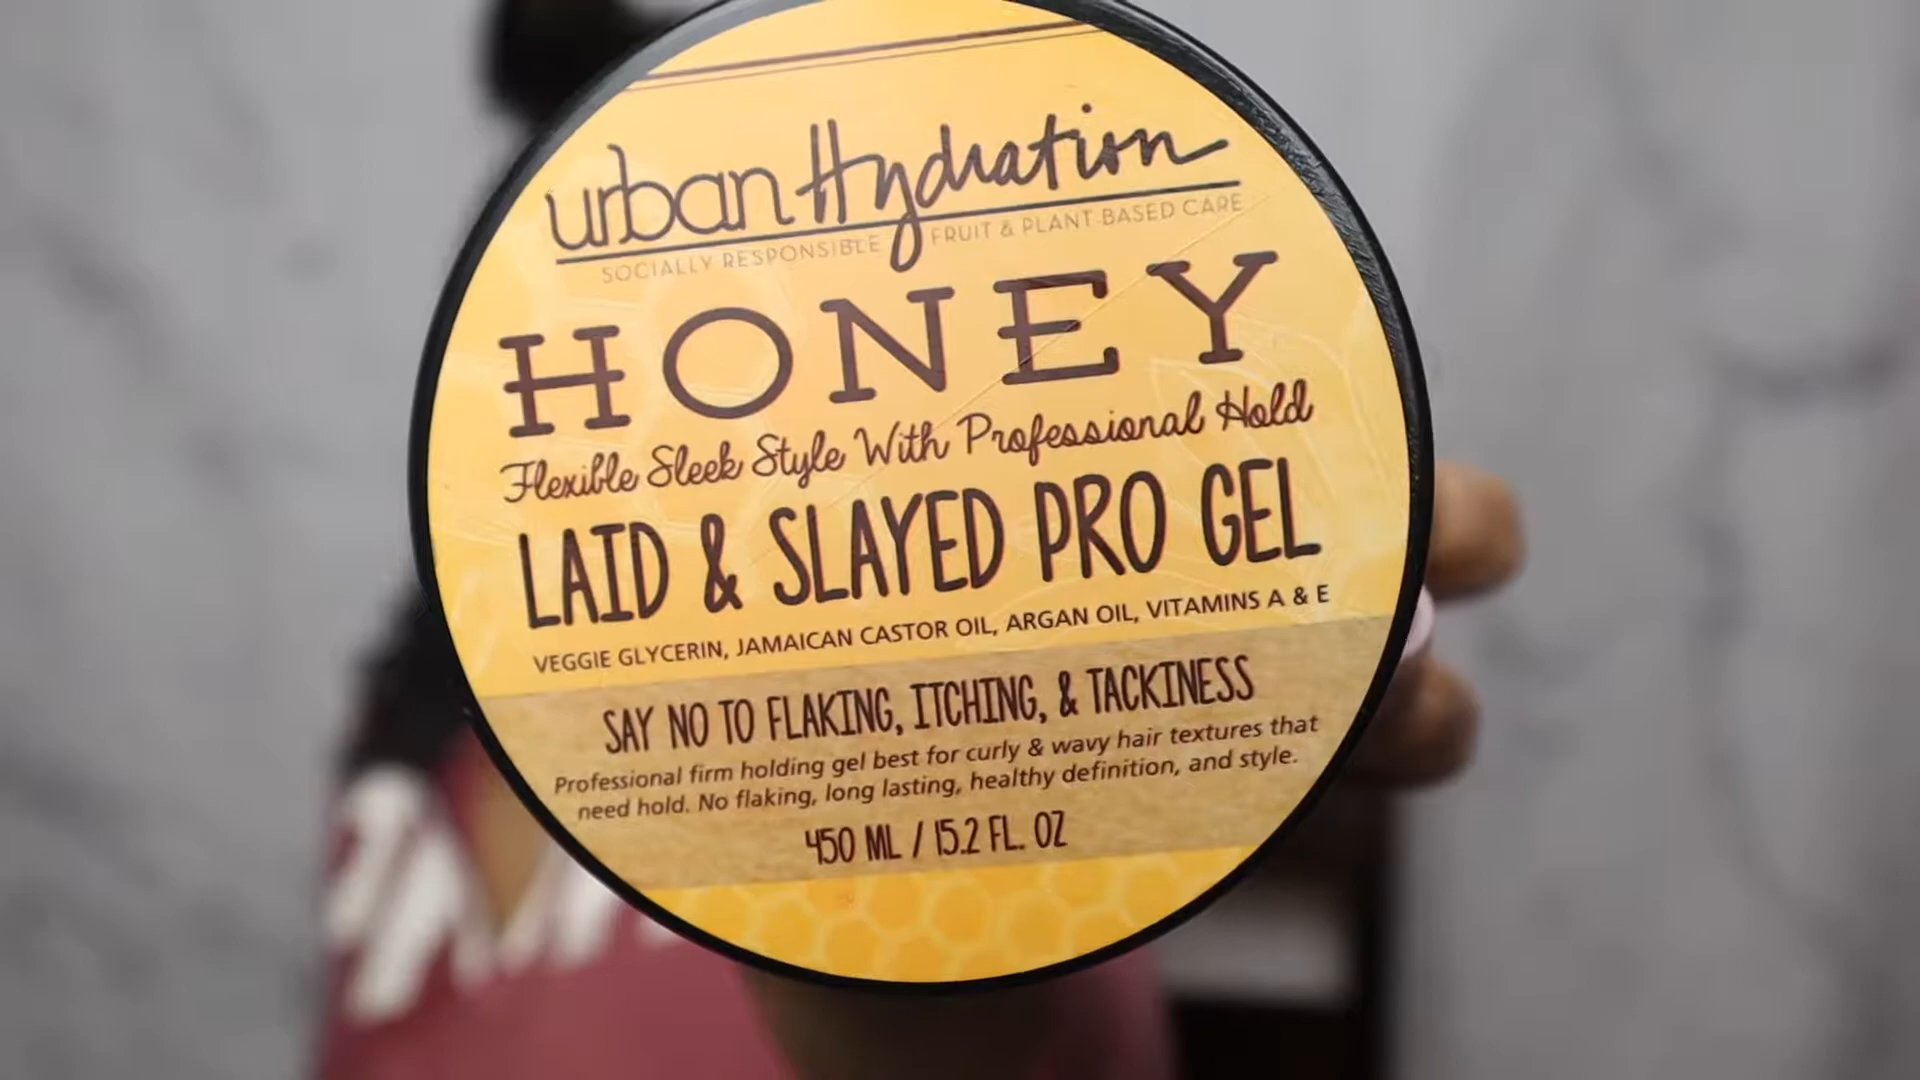 urban Hydration
SOCIALLY RESPONSIBLE FRUIT & PLANT-BASED CARE
HONEY
Flexible Sleek Style With Professional Hold
LAID & SLAYED PRO GEL
VEGGIE GLYCERIN, JAMAICAN CASTOR OIL, ARGAN OIL, VITAMINS A & E
SAY NO TO FLAKING, ITCHING, & TACKINESS
Professional firm holding gel best for curly & wavy hair textures that
need hold. No flaking, long lasting, healthy definition, and style.
450 ML / 15.2 FL. OZ